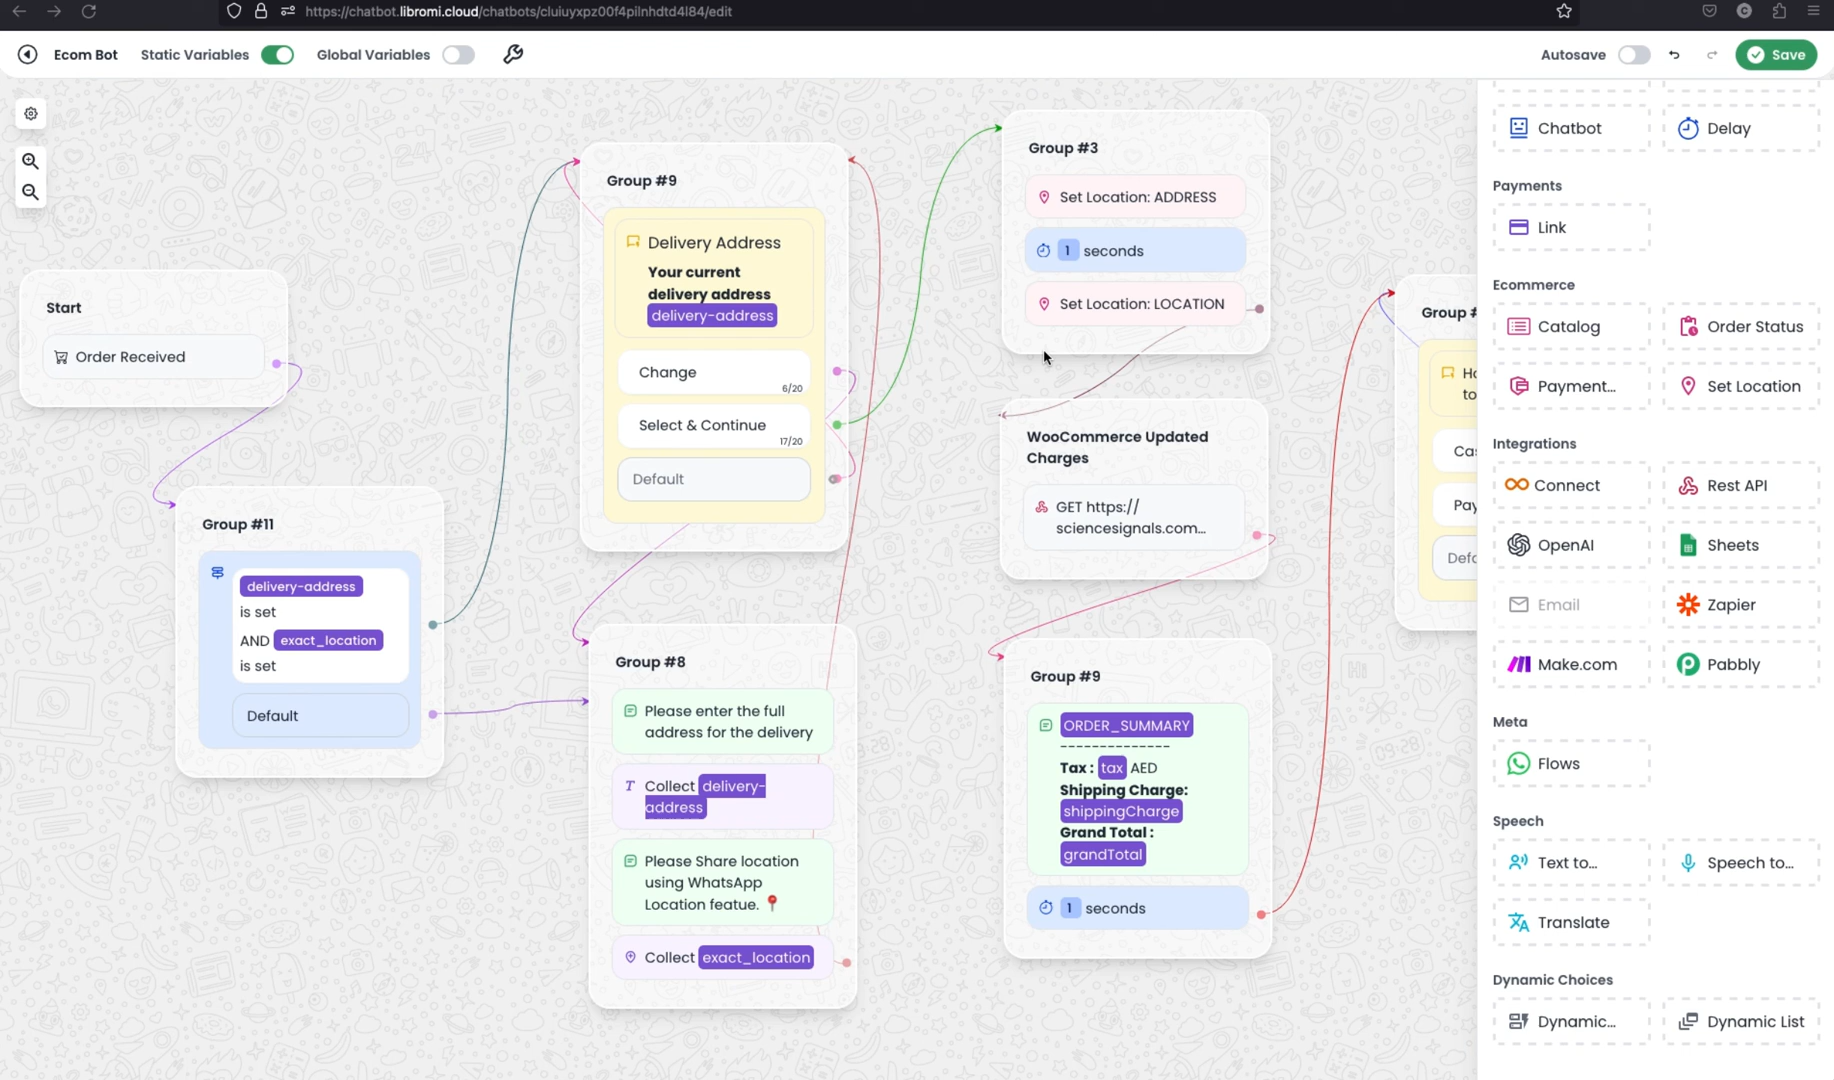 https://chatbot.libromi.cloud/chatbots/cluiuyxpz00f4pilnhdtd4l84/edit
Ecom Bot
Static Variables
Global Variables
Autosave
Save
Start
Order Received
Group #11
delivery-address
is set
AND exact_location
is set
Default
Group #9
Delivery Address
Your current
delivery address
delivery-address
Change
6/20
Select & Continue
17/20
Default
Group #8
Please enter the full
address for the delivery
Collect delivery-
address
Please Share location
using WhatsApp
Location featue.
Collect exact_location
Group #3
Set Location: ADDRESS
1 seconds
Set Location: LOCATION
WooCommerce Updated
Charges
GET https://
sciencesignals.com...
Group #9
ORDER_SUMMARY
--------------
Tax : tax AED
Shipping Charge:
shippingCharge
Grand Total :
grandTotal
1 seconds
Group #
Ho
to
Cas
Pay
Defa
Chatbot
Delay
Payments
Link
Ecommerce
Catalog
Order Status
Payment...
Set Location
Integrations
Connect
Rest API
OpenAI
Sheets
Email
Zapier
Make.com
Pabbly
Meta
Flows
Speech
Text to...
Speech to...
Translate
Dynamic Choices
Dynamic...
Dynamic List